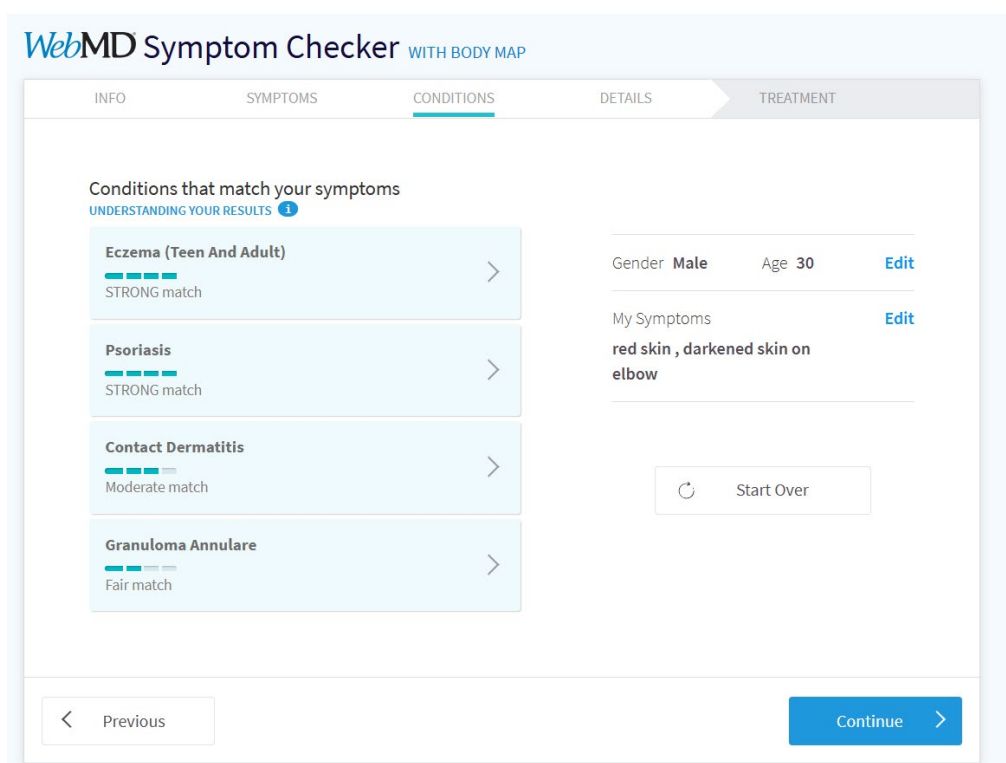 WebMD Symptom Checker WITH BODY MAP
INFO SYMPTOMS CONDITIONS DETAILS TREATMENT
Conditions that match your symptoms
UNDERSTANDING YOUR RESULTS i
Eczema (Teen And Adult)
STRONG match
Psoriasis
STRONG match
Contact Dermatitis
Moderate match
Granuloma Annulare
Fair match
Gender Male Age 30 Edit
My Symptoms Edit
red skin , darkened skin on
elbow
Start Over
Previous
Continue